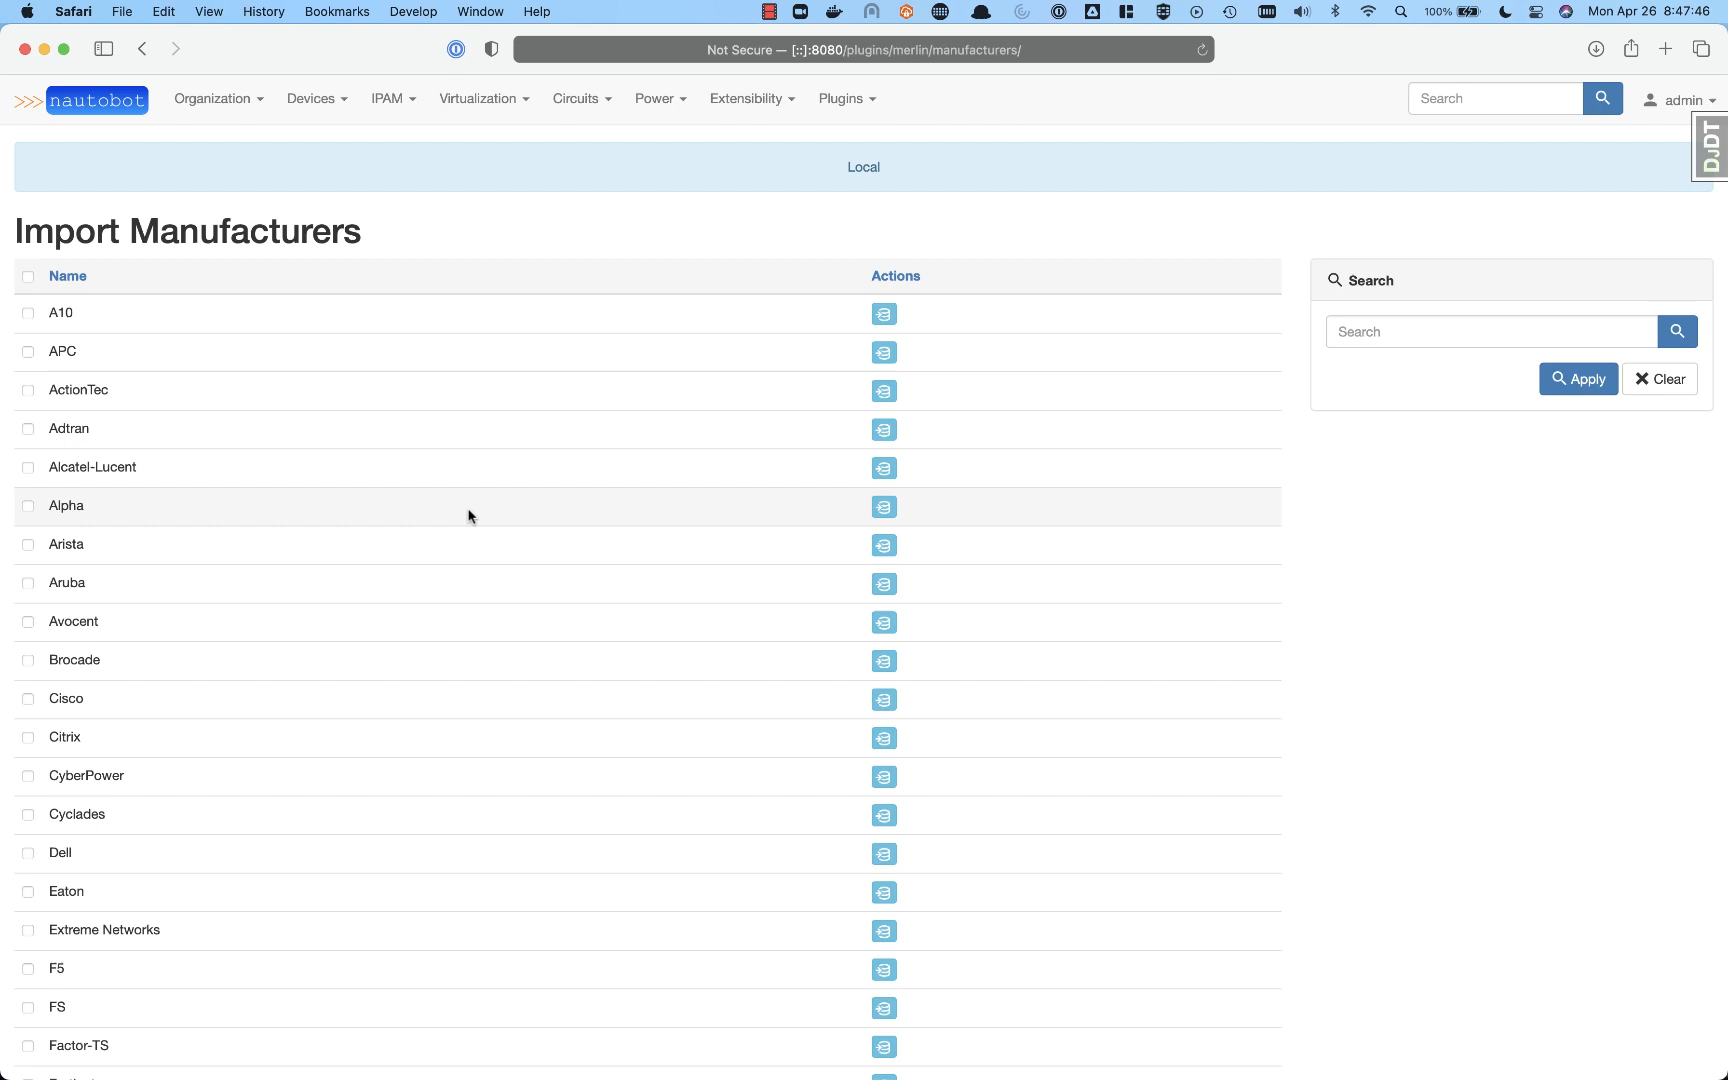 Safari File Edit View History Bookmarks Develop Window Help 100% Mon Apr 26 8:47:46
Not Secure — [::]:8080/plugins/merlin/manufacturers/
>>> nautobot Organization Devices IPAM Virtualization Circuits Power Extensibility Plugins Search admin
DJDT
Local
Import Manufacturers
Name Actions
Search
A10
Search
APC
Apply Clear
ActionTec
Adtran
Alcatel-Lucent
Alpha
Arista
Aruba
Avocent
Brocade
Cisco
Citrix
CyberPower
Cyclades
Dell
Eaton
Extreme Networks
F5
FS
Factor-TS